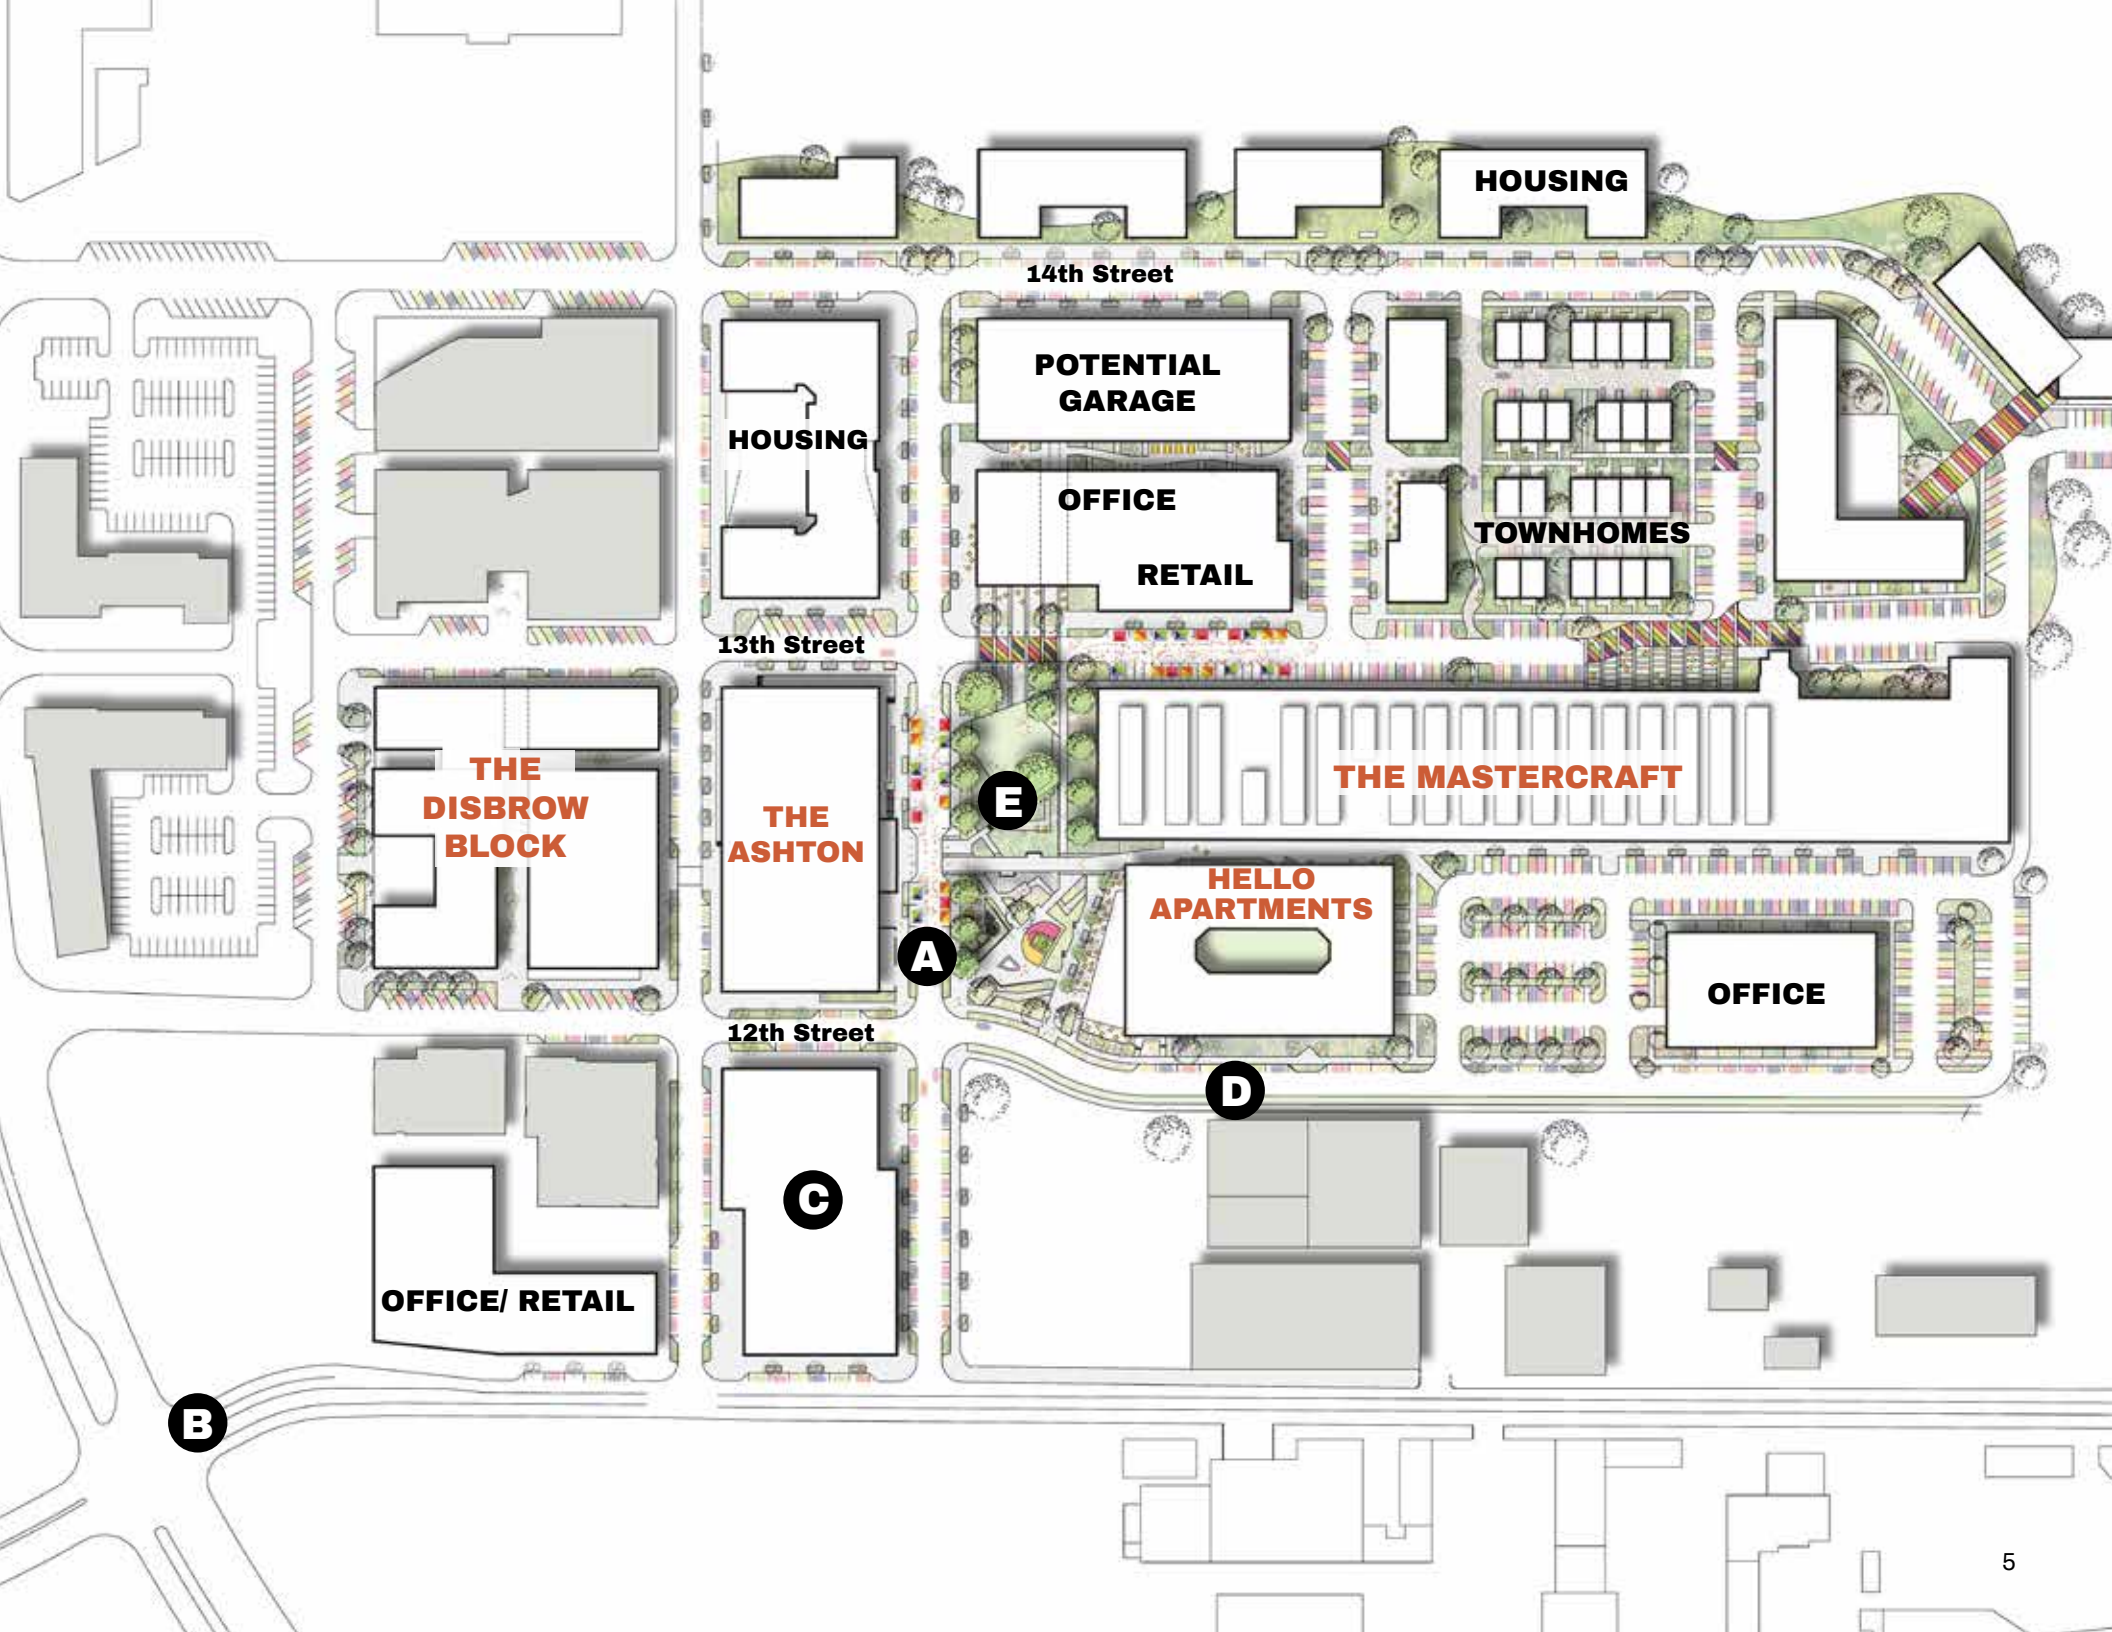 HOUSING
14th Street
POTENTIAL
GARAGE
HOUSING
OFFICE
RETAIL
TOWNHOMES
13th Street
THE
DISBROW
BLOCK
THE
ASHTON
E
THE MASTERCRAFT
HELLO
APARTMENTS
A
OFFICE
12th Street
D
C
OFFICE/ RETAIL
B
5